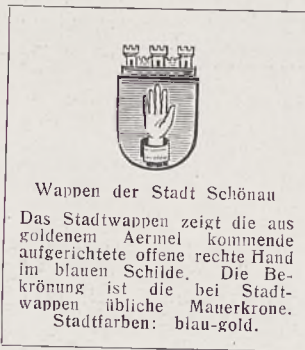 Wappen der Stadt Schönau
Das Stadtwappen zeigt die aus
goldenem Aermel kommende
aufgerichtete offene rechte Hand
im blauen Schilde. Die Be-
krönung ist die bei Stadt-
wappen übliche Mauerkrone.
Stadtfarben: blau-gold.